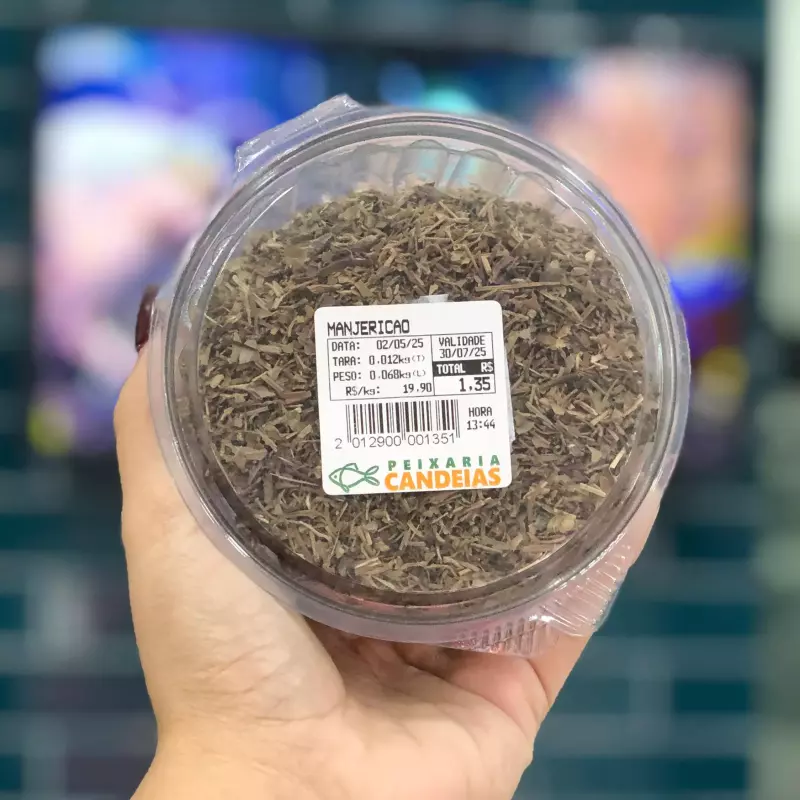 MANJERICAO
DATA: 02/05/25 VALIDADE
30/07/25
TARA: 0.012kg(T)
TOTAL R$
PESO: 0.068kg(L)
1,35
R$/kg: 19,90
HORA
13:44
2 012900 001351
PEIXARIA
CANDEIAS